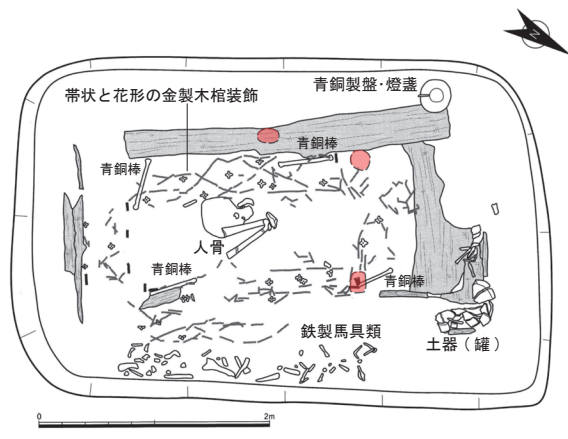 N
青銅製盤・燈盞
帯状と花形の金製木棺装飾
青銅棒
青銅棒
人骨
青銅棒
青銅棒
鉄製馬具類
土器（罐）
0 2m